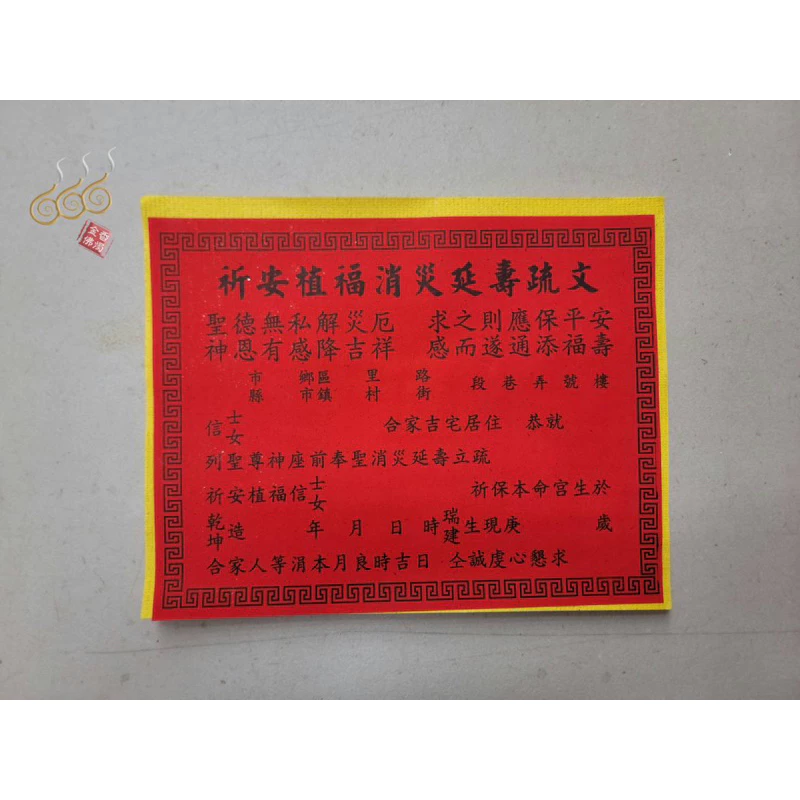 祈安植福消災延壽疏文
聖德無私解災厄 求之則應保平安
神恩有感降吉祥 感而遂通添福壽
市 鄉區 里 路 段 巷 弄 號 樓
縣 市鎮 村 街
信士女 合家吉宅居住 恭就
列聖尊神座前奉聖消災延壽立疏
祈安植福信士女 祈保本命宮生於
乾坤造 年 月 日 時瑞建生現庚 歲
合家人等涓本月良時吉日 仝誠虔心懇求